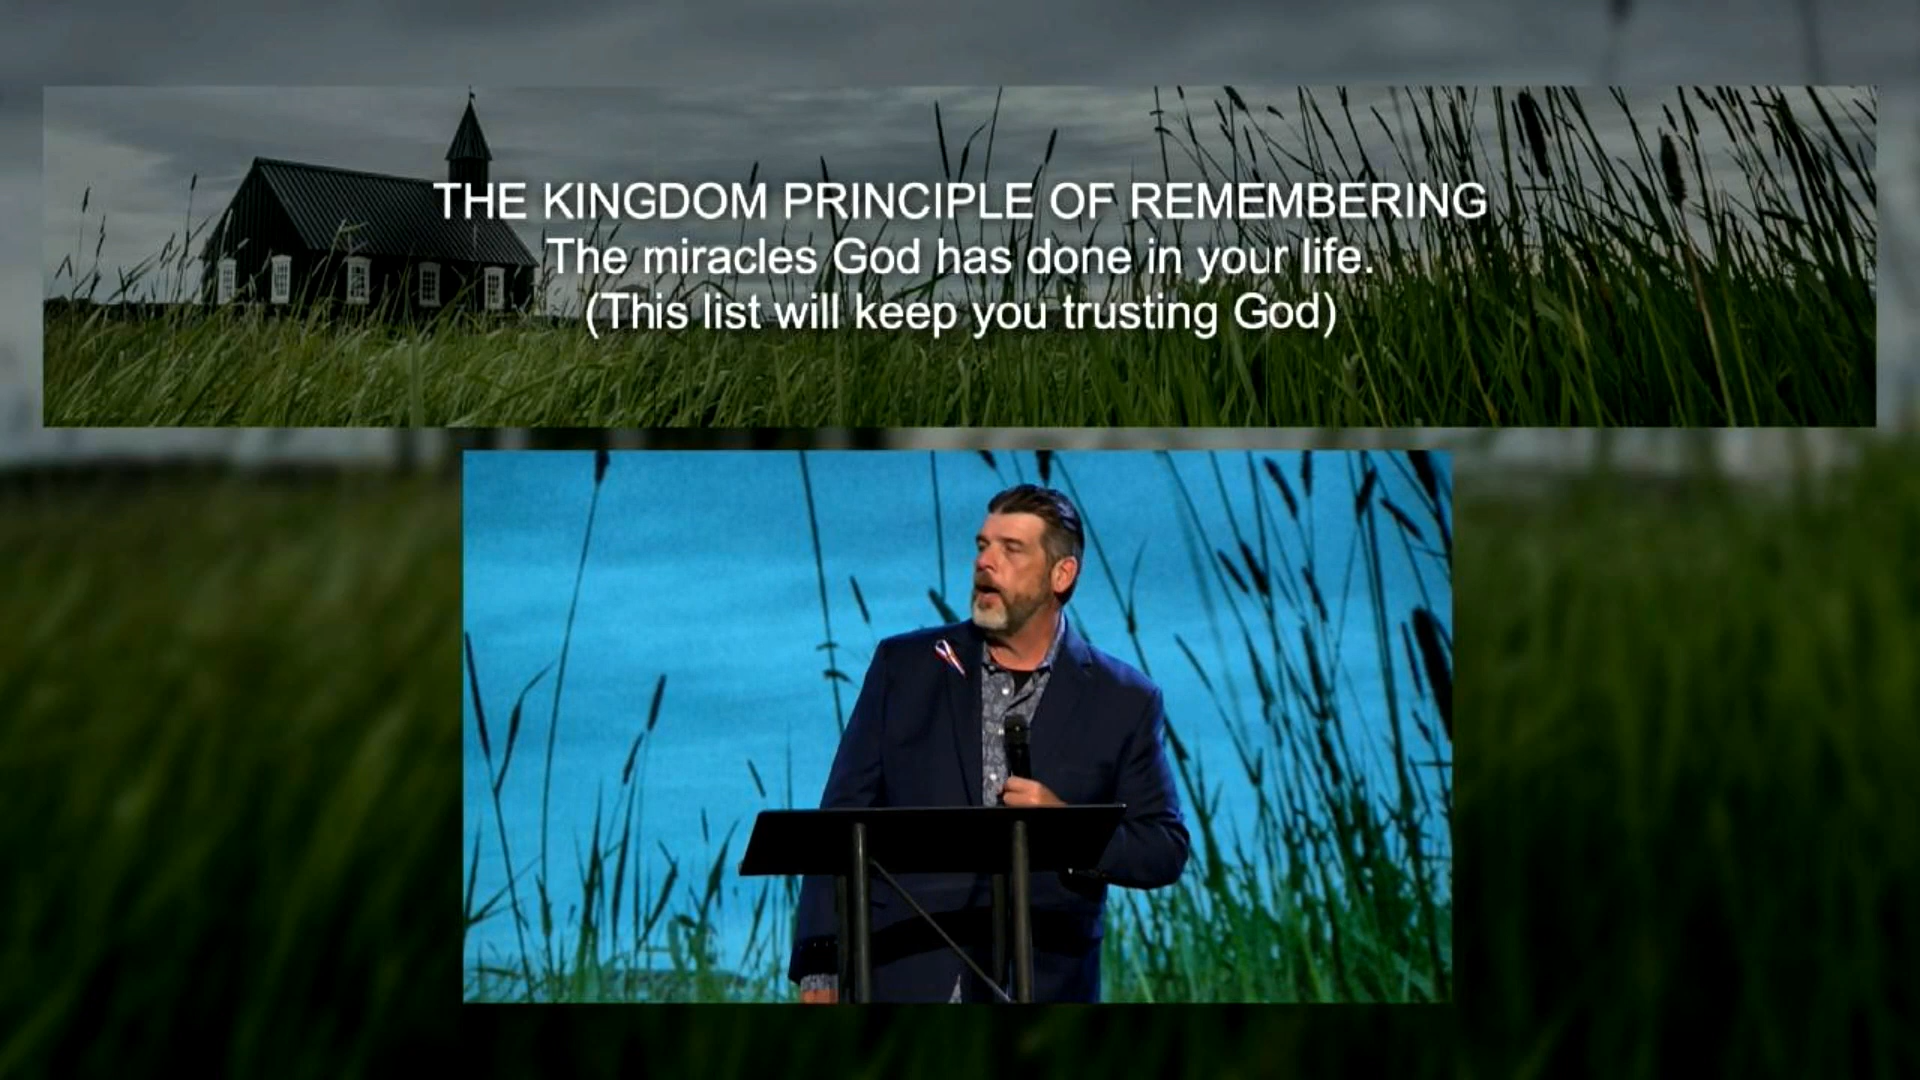 THE KINGDOM PRINCIPLE OF REMEMBERING
The miracles God has done in your life.
(This list will keep you trusting God)